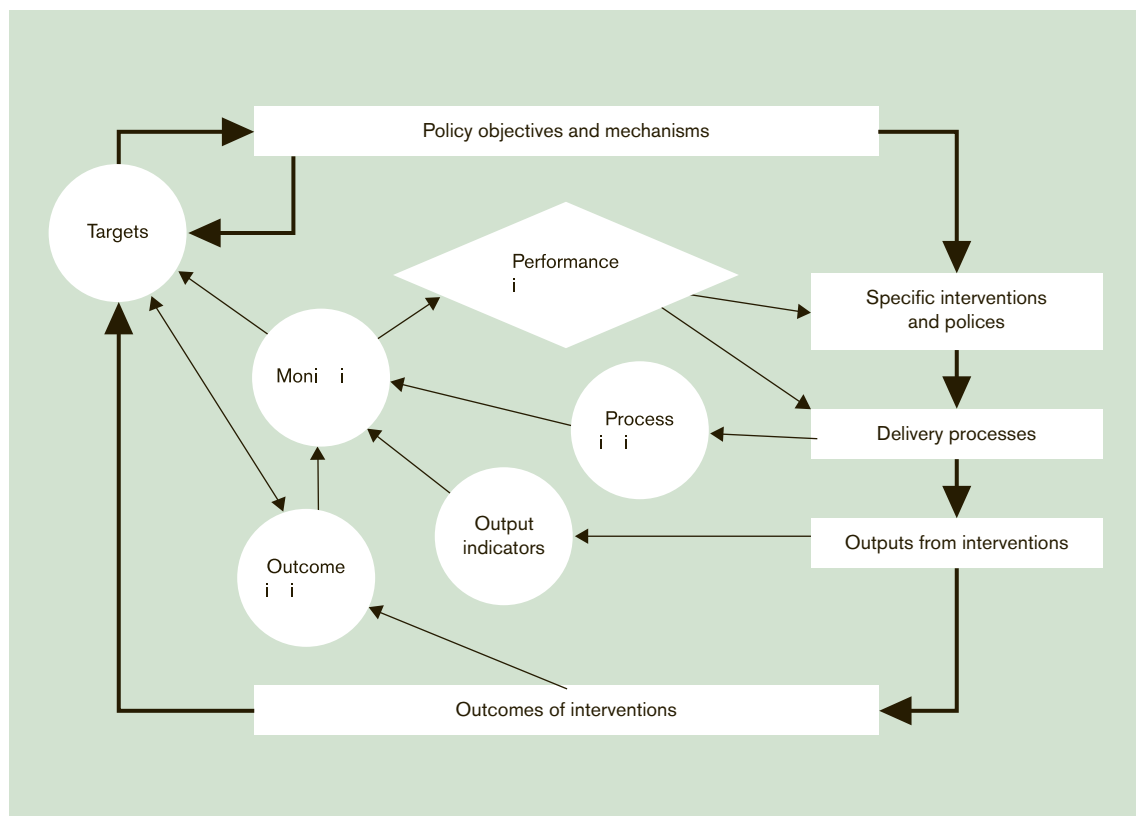 Policy objectives and mechanisms
Targets
Performance
Specific interventions
and polices
Process
Delivery processes
Output
indicators
Outputs from interventions
Outcome
Outcomes of interventions